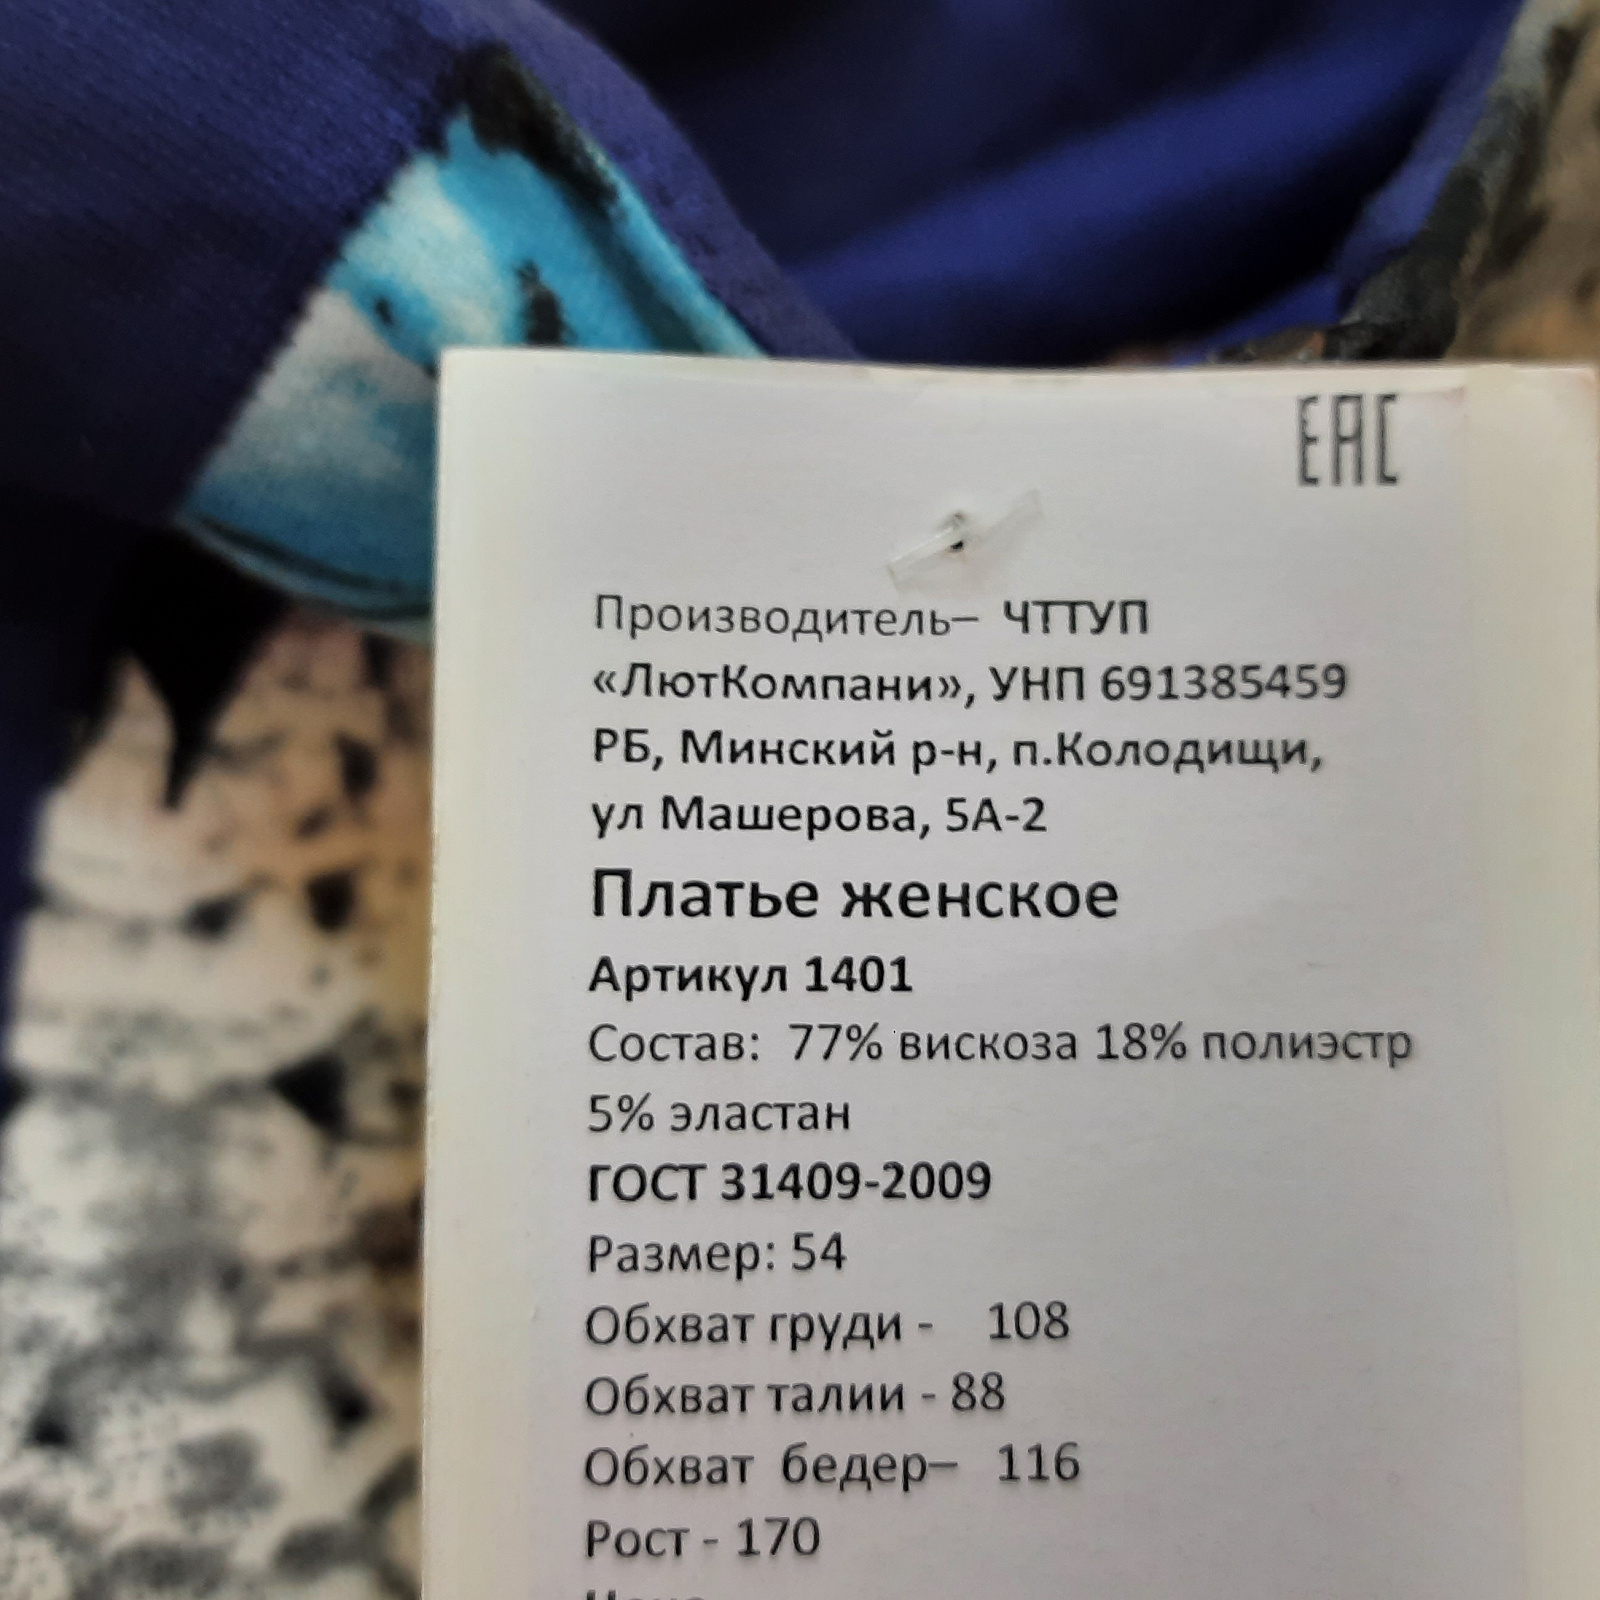 ЕАС
Производитель– ЧТТУП
«ЛютКомпани», УНП 691385459
РБ, Минский р-н, п.Колодищи,
ул Машерова, 5А-2
Платье женское
Артикул 1401
Состав: 77% вискоза 18% полиэстр
5% эластан
ГОСТ 31409-2009
Размер: 54
Обхват груди - 108
Обхват талии - 88
Обхват бедер– 116
Рост - 170